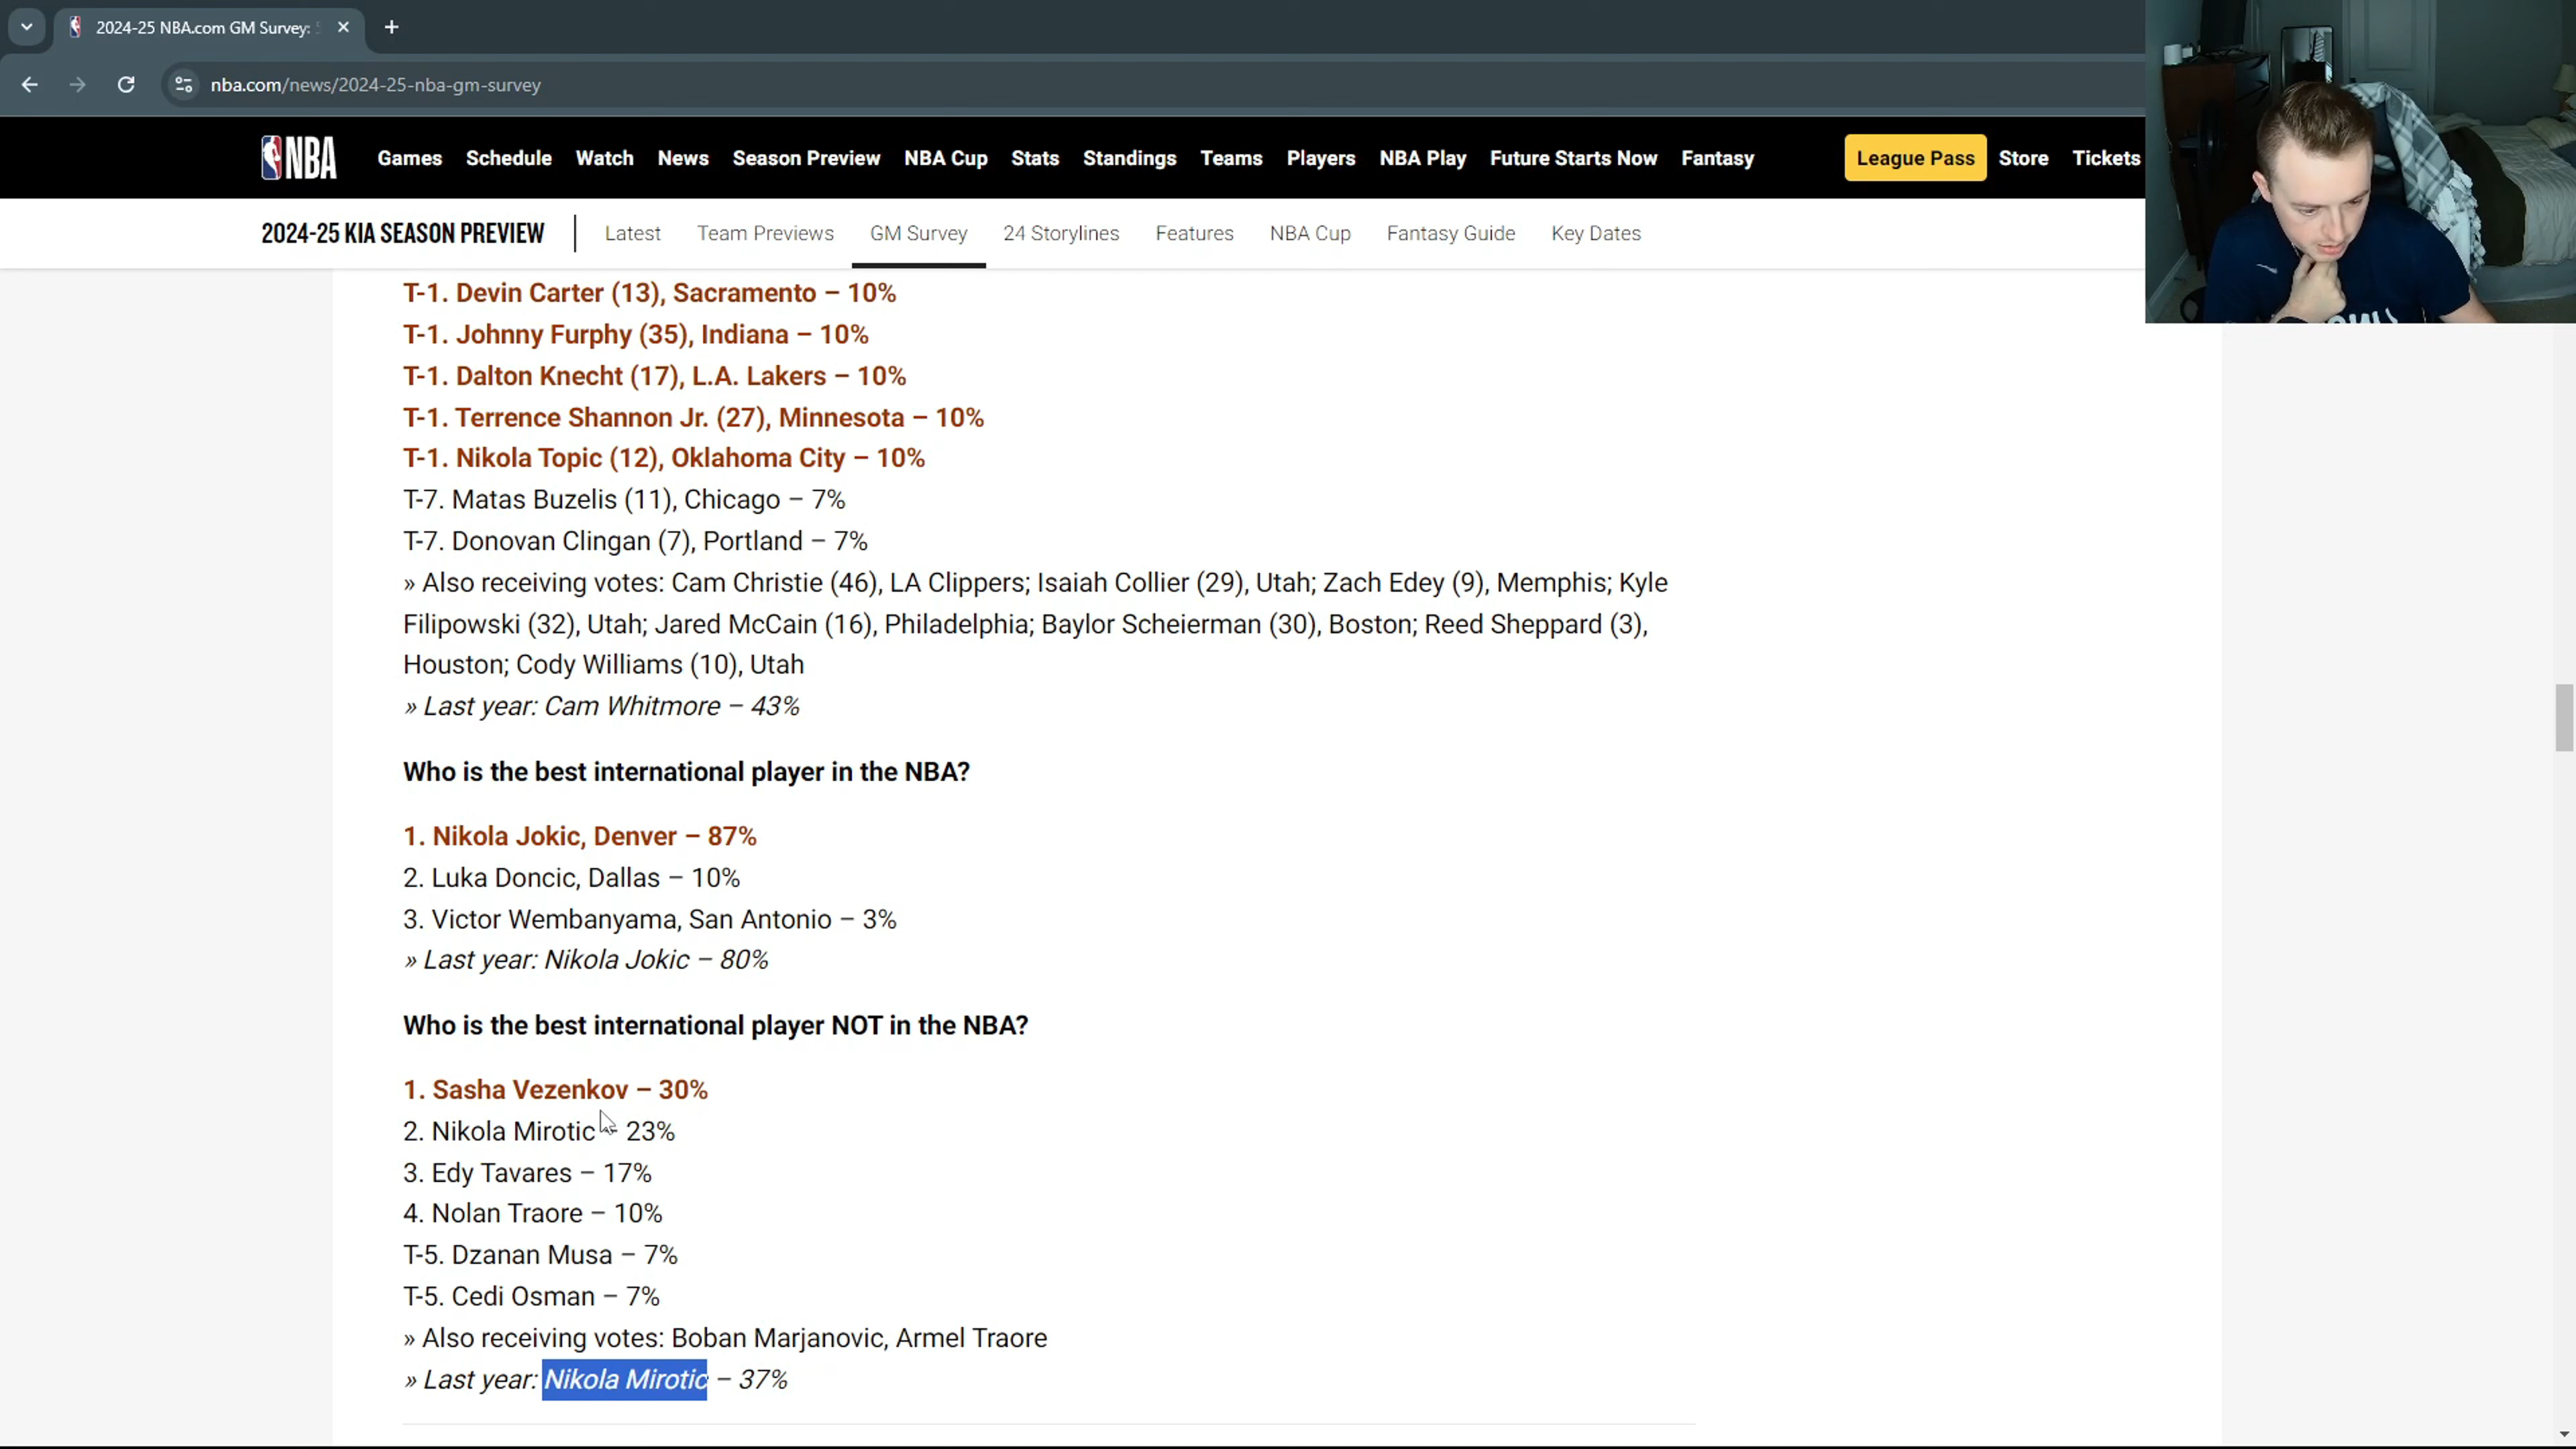 2024-25 NBA.com GM Survey:
nba.com/news/2024-25-nba-gm-survey
NBA Games Schedule Watch News Season Preview NBA Cup Stats Standings Teams Players NBA Play Future Starts Now Fantasy League Pass Store Tickets
2024-25 KIA SEASON PREVIEW Latest Team Previews GM Survey 24 Storylines Features NBA Cup Fantasy Guide Key Dates
T-1. Devin Carter (13), Sacramento – 10%
T-1. Johnny Furphy (35), Indiana – 10%
T-1. Dalton Knecht (17), L.A. Lakers – 10%
T-1. Terrence Shannon Jr. (27), Minnesota – 10%
T-1. Nikola Topic (12), Oklahoma City – 10%
T-7. Matas Buzelis (11), Chicago – 7%
T-7. Donovan Clingan (7), Portland – 7%
» Also receiving votes: Cam Christie (46), LA Clippers; Isaiah Collier (29), Utah; Zach Edey (9), Memphis; Kyle
Filipowski (32), Utah; Jared McCain (16), Philadelphia; Baylor Scheierman (30), Boston; Reed Sheppard (3),
Houston; Cody Williams (10), Utah
» Last year: Cam Whitmore – 43%
Who is the best international player in the NBA?
1. Nikola Jokic, Denver – 87%
2. Luka Doncic, Dallas – 10%
3. Victor Wembanyama, San Antonio – 3%
» Last year: Nikola Jokic – 80%
Who is the best international player NOT in the NBA?
1. Sasha Vezenkov – 30%
2. Nikola Mirotic – 23%
3. Edy Tavares – 17%
4. Nolan Traore – 10%
T-5. Dzanan Musa – 7%
T-5. Cedi Osman – 7%
» Also receiving votes: Boban Marjanovic, Armel Traore
» Last year: Nikola Mirotic – 37%